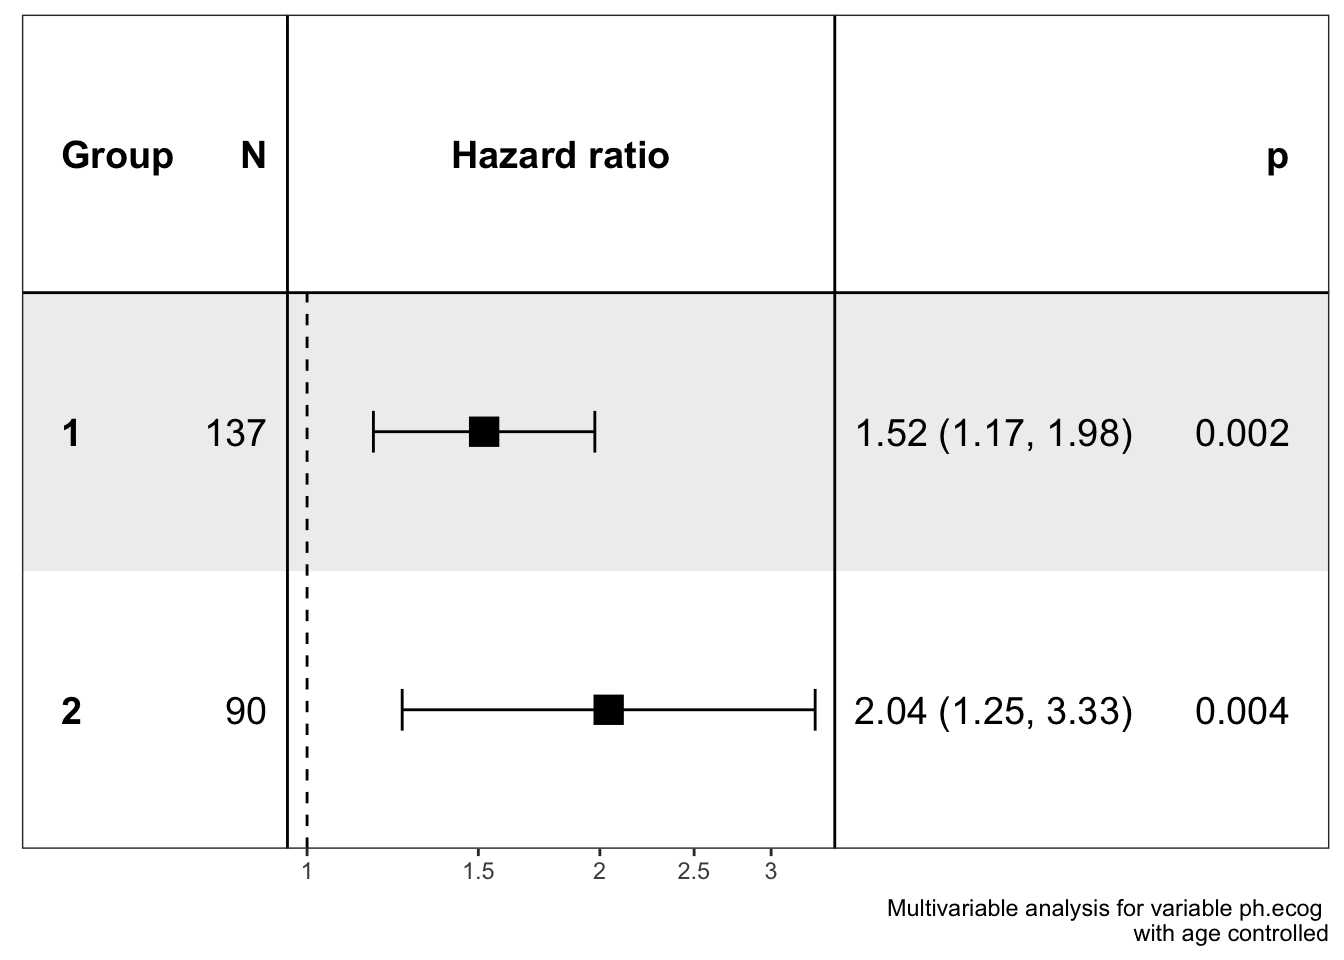 Group N Hazard ratio p
1 137 1.52 (1.17, 1.98) 0.002
2 90 2.04 (1.25, 3.33) 0.004
1 1.5 2 2.5 3
Multivariable analysis for variable ph.ecog
with age controlled